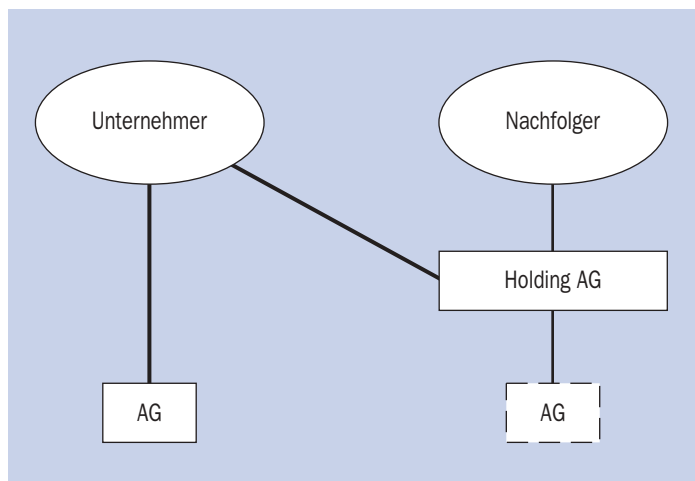 Unternehmer
Nachfolger
Holding AG
AG
AG